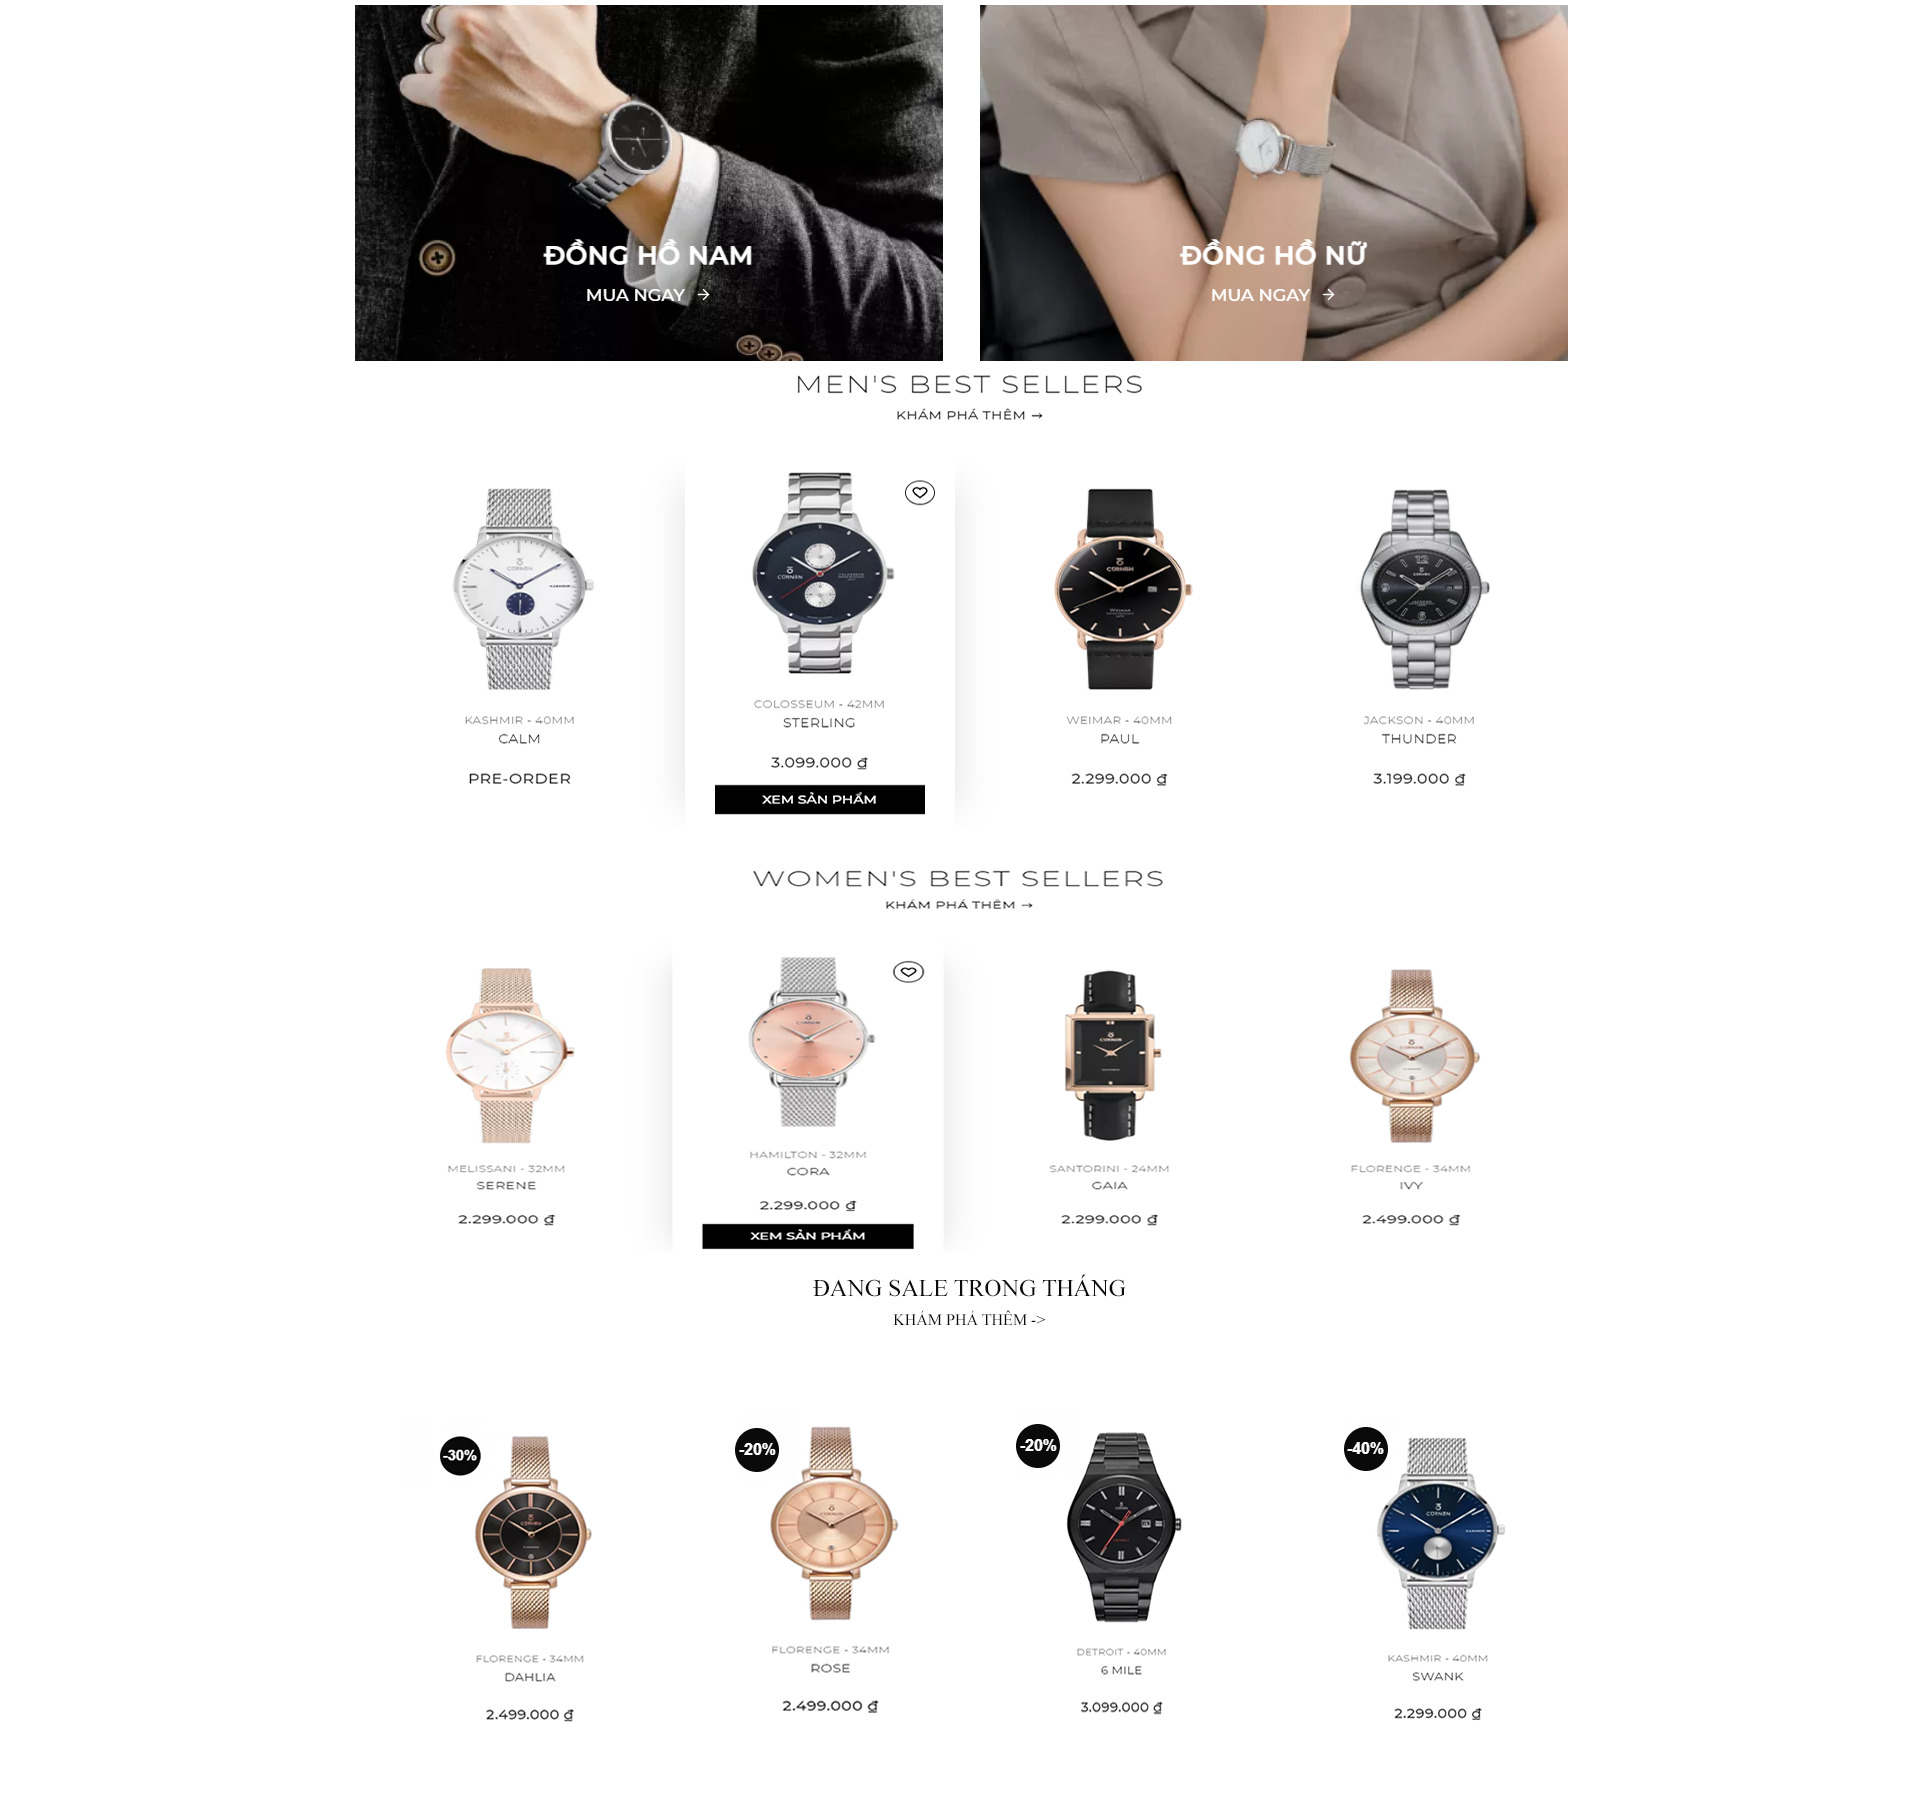 ĐỒNG HỒ NAM
MUA NGAY →
ĐỒNG HỒ NỮ
MUA NGAY →
MEN'S BEST SELLERS
KHÁM PHÁ THÊM →
KASHMIR - 40MM
CALM
PRE-ORDER
COLOSSEUM - 42MM
STERLING
3.099.000 ₫
XEM SẢN PHẨM
WEIMAR - 40MM
PAUL
2.299.000 ₫
JACKSON - 40MM
THUNDER
3.199.000 ₫
WOMEN'S BEST SELLERS
KHÁM PHÁ THÊM →
MELISSANI - 32MM
SERENE
2.299.000 ₫
HAMILTON - 32MM
CORA
2.299.000 ₫
XEM SẢN PHẨM
SANTORINI - 24MM
GAIA
2.299.000 ₫
FLORENCE - 34MM
IVY
2.499.000 ₫
ĐANG SALE TRONG THÁNG
KHÁM PHÁ THÊM ->
-30%
FLORENCE - 34MM
DAHLIA
2.499.000 ₫
-20%
FLORENCE - 34MM
ROSE
2.499.000 ₫
-20%
DETROIT - 40MM
6 MILE
3.099.000 ₫
-40%
KASHMIR - 40MM
SWANK
2.299.000 ₫